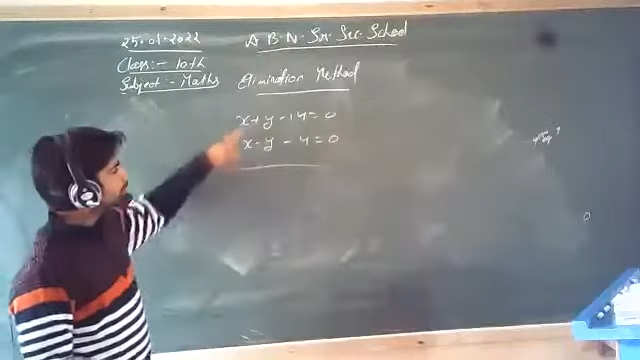 25.01.2022
A B.N. Sr. Sec. School
Class:- 10th
Subject:- Maths
Elimination Method
x + y - 14 = 0
x - y - 4 = 0